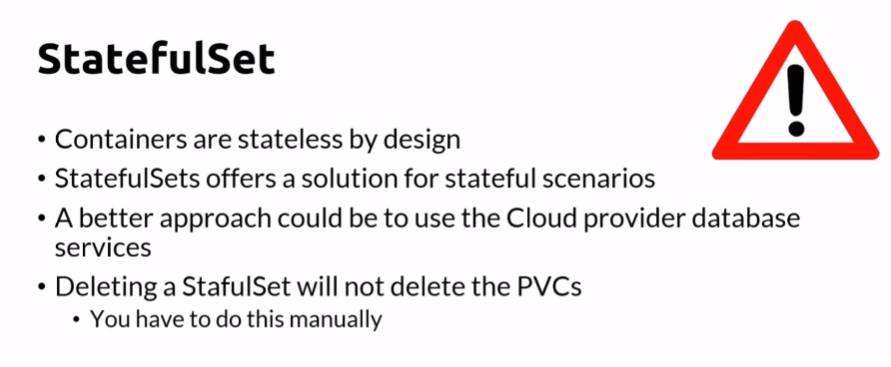 StatefulSet
• Containers are stateless by design
• StatefulSets offers a solution for stateful scenarios
• A better approach could be to use the Cloud provider database
services
• Deleting a StafulSet will not delete the PVCs
• You have to do this manually